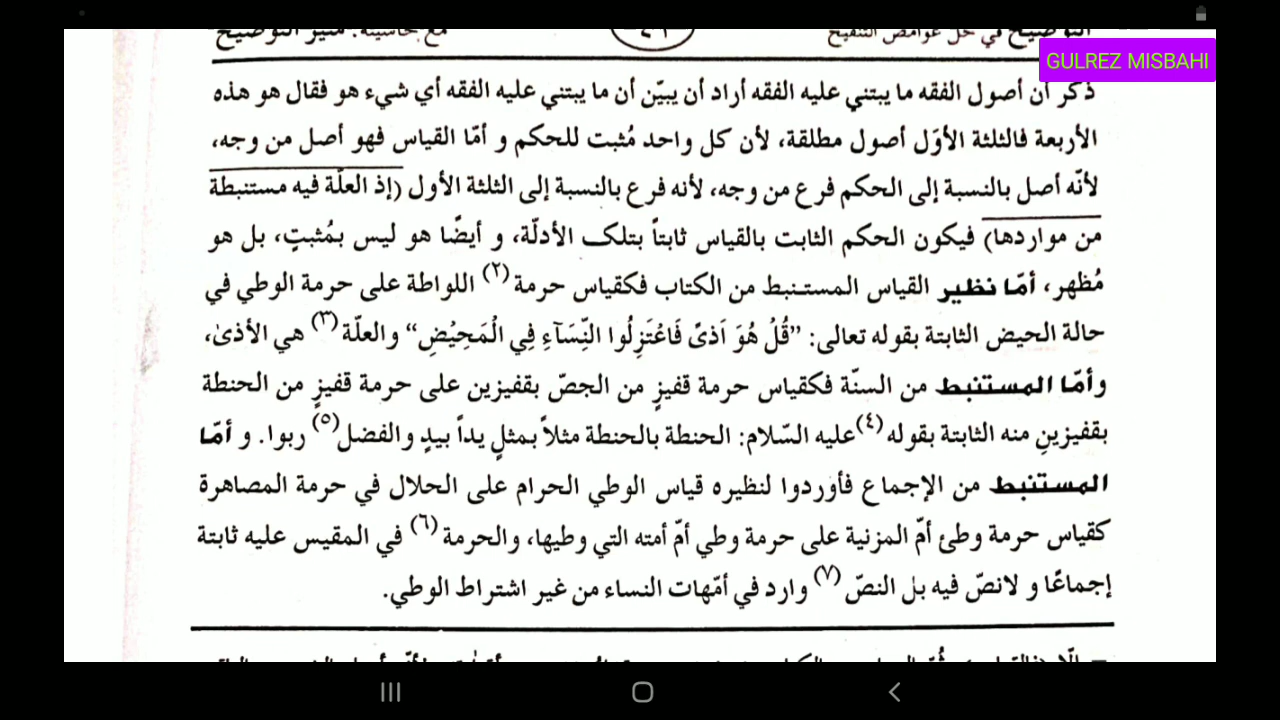 التوضيح في حل غوامض التنقيح
GULREZ MISBAHI
ذكر أن أصول الفقه ما يبتني عليه الفقه أراد أن يبيّن أن ما يبتني عليه الفقه أي شيء هو فقال هو هذه
الأربعة فالثلثة الأوَل أصول مطلقة، لأن كل واحد مُثبت للحكم و أمّا القياس فهو أصل من وجه،
لأنّه أصل بالنسبة إلى الحكم فرع من وجه، لأنه فرع بالنسبة إلى الثلثة الأول (إذ العلّة فيه مستنبطة
من مواردها) فيكون الحكم الثابت بالقياس ثابتاً بتلك الأدلّة، و أيضًا هو ليس بمُثبتٍ، بل هو
مُظهر، أمّا نظير القياس المستنبط من الكتاب فكقياس حرمة (٢) اللواطة على حرمة الوطي في
حالة الحيض الثابتة بقوله تعالى: ”قُلْ هُوَ اَذىً فَاعْتَزِلُوا النِّسَآءَ فِي الْمَحِيْضِ“ والعلّة(٣) هي الأذىٰ،
وأمّا المستنبط من السنّة فكقياس حرمة قفيزٍ من الجصّ بقفيزين على حرمة قفيزٍ من الحنطة
بقفيزينِ منه الثابتة بقوله (٤)عليه السّلام: الحنطة بالحنطة مثلاً بمثلٍ يداً بيدٍ والفضل(٥) ربوا. و أمّا
المستنبط من الإجماع فأوردوا لنظيره قياس الوطي الحرام على الحلال في حرمة المصاهرة
كقياس حرمة وطئ أمّ المزنية على حرمة وطي أمّ أمته التي وطيها، والحرمة (٦) في المقيس عليه ثابتة
إجماعًا و لانصّ فيه بل النصّ (٧) وارد في أمّهات النساء من غير اشتراط الوطي.